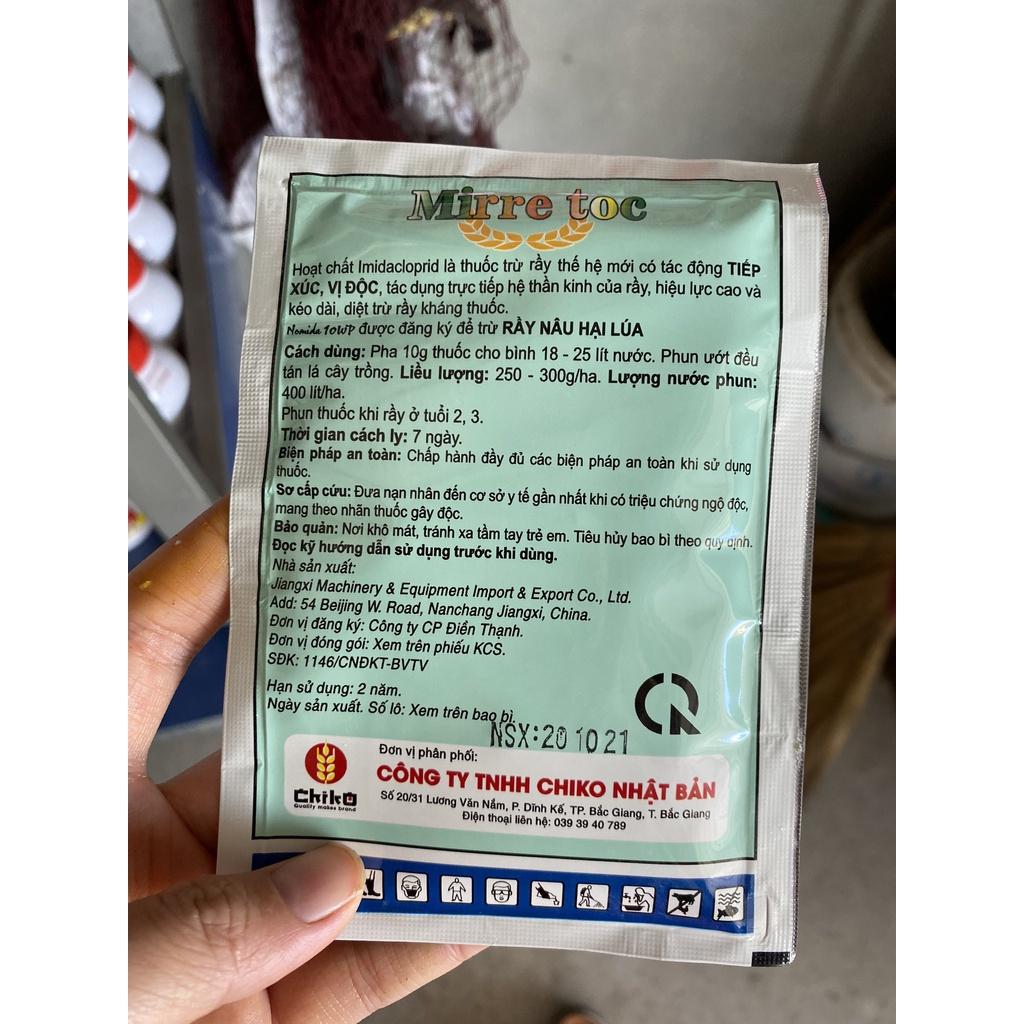 Mirre toc
Hoạt chất Imidacloprid là thuốc trừ rầy thế hệ mới có tác động TIẾP
XÚC, VỊ ĐỘC, tác dụng trực tiếp hệ thần kinh của rầy, hiệu lực cao và
kéo dài, diệt trừ rầy kháng thuốc.
Nomida 10WP được đăng ký để trừ RẦY NÂU HẠI LÚA
Cách dùng: Pha 10g thuốc cho bình 18 - 25 lít nước. Phun ướt đều
tán lá cây trồng. Liều lượng: 250 - 300g/ha. Lượng nước phun:
400 lít/ha.
Phun thuốc khi rầy ở tuổi 2, 3.
Thời gian cách ly: 7 ngày.
Biện pháp an toàn: Chấp hành đầy đủ các biện pháp an toàn khi sử dụng
thuốc.
Sơ cấp cứu: Đưa nạn nhân đến cơ sở y tế gần nhất khi có triệu chứng ngộ độc,
mang theo nhãn thuốc gây độc.
Bảo quản: Nơi khô mát, tránh xa tầm tay trẻ em. Tiêu hủy bao bì theo quy định.
Đọc kỹ hướng dẫn sử dụng trước khi dùng.
Nhà sản xuất:
Jiangxi Machinery & Equipment Import & Export Co., Ltd.
Add: 54 Beijing W. Road, Nanchang Jiangxi, China.
Đơn vị đăng ký: Công ty CP Điền Thạnh.
Đơn vị đóng gói: Xem trên phiếu KCS.
SĐK: 1146/CNĐKT-BVTV
Hạn sử dụng: 2 năm.
Ngày sản xuất. Số lô: Xem trên bao bì.
NSX:20 10 21
CR
Đơn vị phân phối:
CÔNG TY TNHH CHIKO NHẬT BẢN
Số 20/31 Lương Văn Nắm, P. Dĩnh Kế, TP. Bắc Giang, T. Bắc Giang
Điện thoại liên hệ: 039 39 40 789
Chiko
Quality makes brand